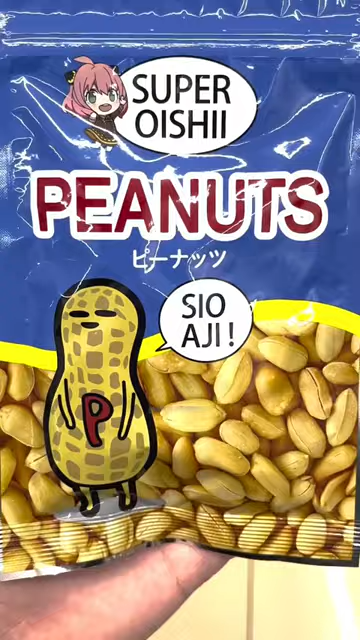 SUPER
OISHII
PEANUTS
ピーナッツ
SIO
AJI!
P